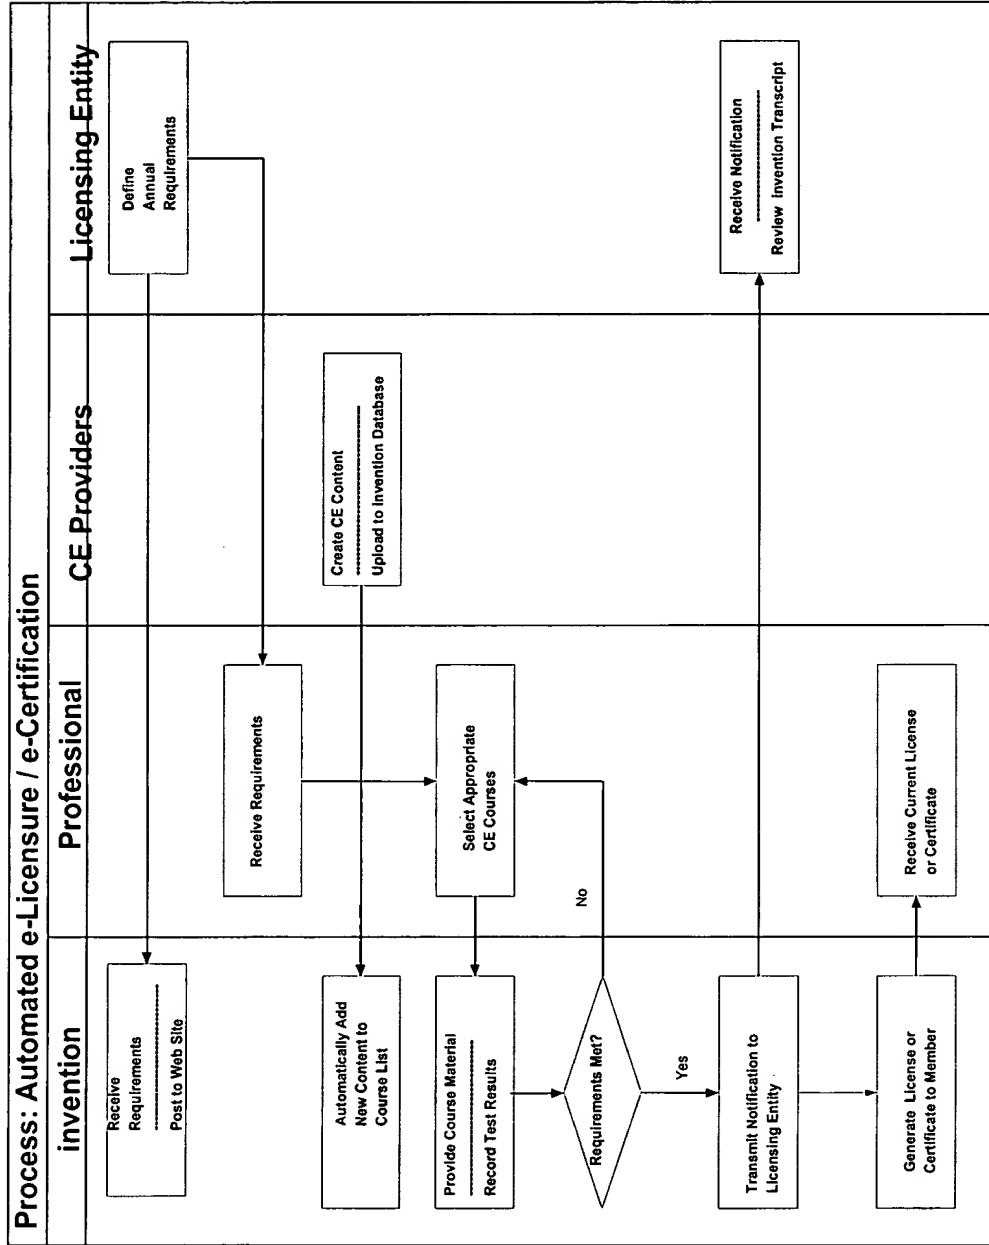 Process: Automated e-Licensure / e-Certification
invention
Professional
CE Providers
Licensing Entity
Receive
Requirements
Post to Web Site
Define
Annual
Requirements
Receive Requirements
Automatically Add
New Content to
Course List
Create CE Content
Upload to Invention Database
Provide Course Material
Record Test Results
Select Appropriate
CE Courses
Requirements Met?
No
Yes
Transmit Notification to
Licensing Entity
Receive Notification
Review Invention Transcript
Generate License or
Certificate to Member
Receive Current License
or Certificate